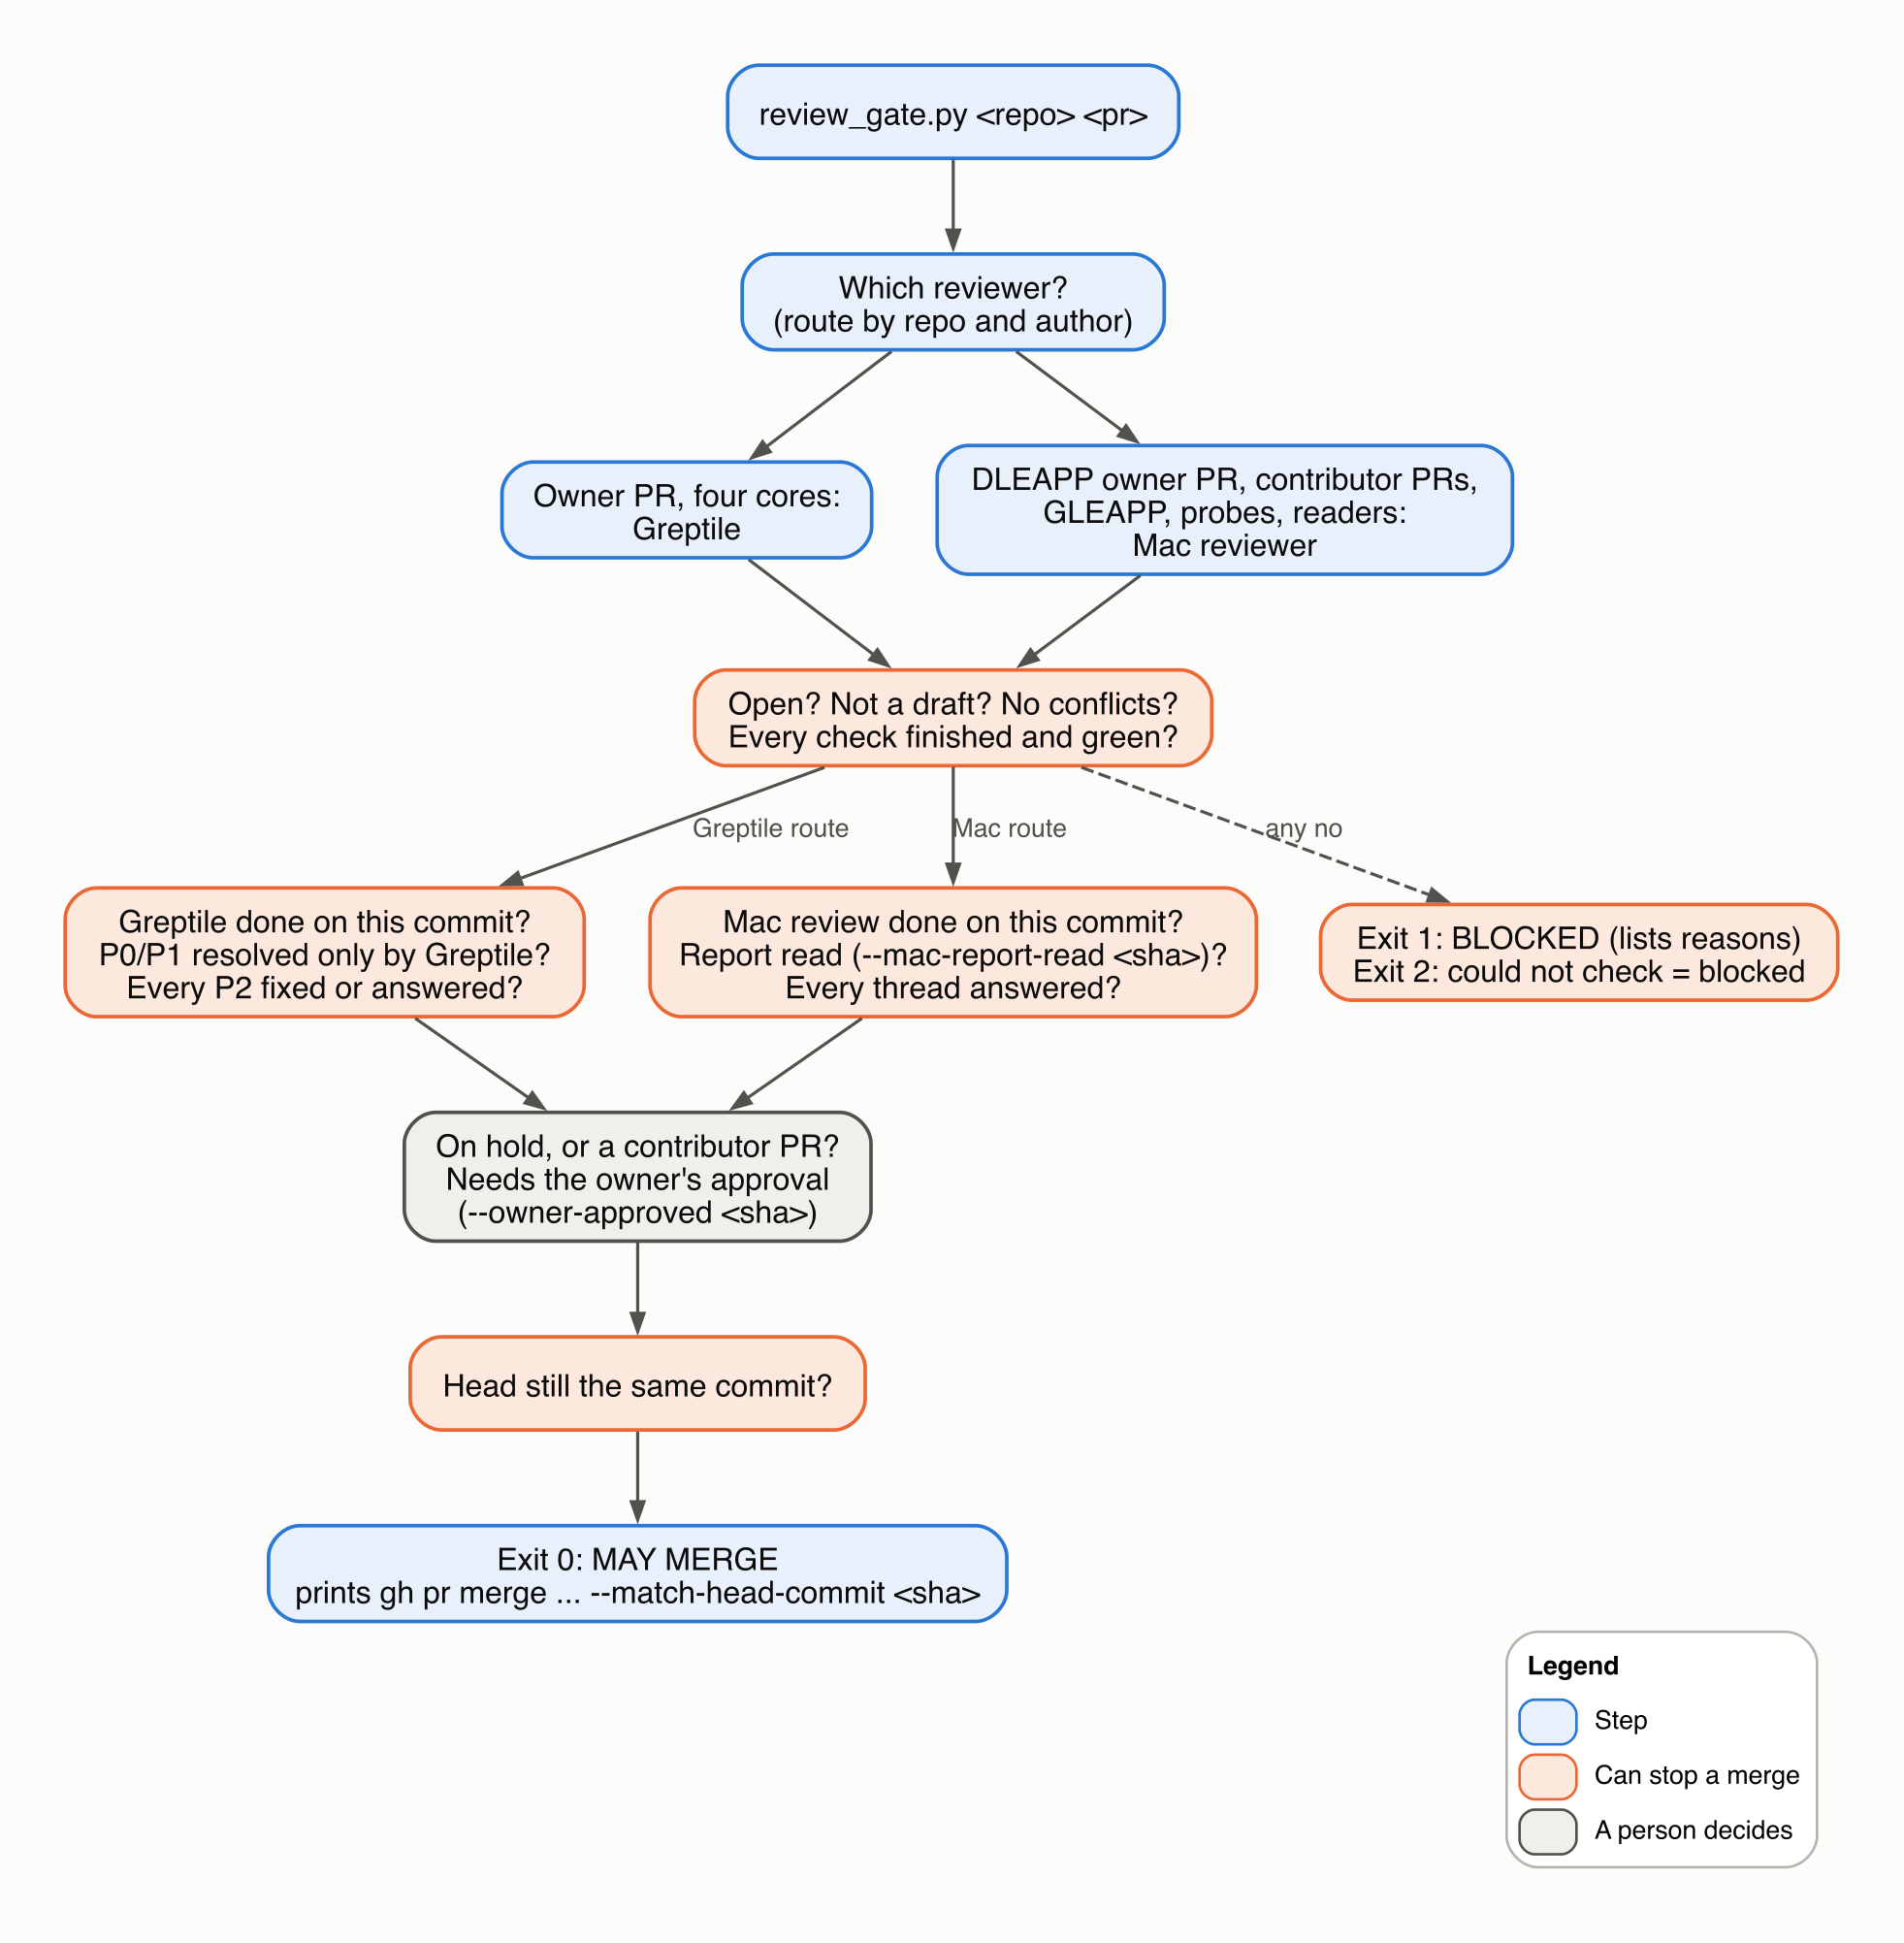 review_gate.py <repo> <pr>
Which reviewer?
(route by repo and author)
Owner PR, four cores:
Greptile
DLEAPP owner PR, contributor PRs,
GLEAPP, probes, readers:
Mac reviewer
Open? Not a draft? No conflicts?
Every check finished and green?
Greptile route
Mac route
any no
Greptile done on this commit?
P0/P1 resolved only by Greptile?
Every P2 fixed or answered?
Mac review done on this commit?
Report read (--mac-report-read <sha>)?
Every thread answered?
Exit 1: BLOCKED (lists reasons)
Exit 2: could not check = blocked
On hold, or a contributor PR?
Needs the owner's approval
(--owner-approved <sha>)
Head still the same commit?
Exit 0: MAY MERGE
prints gh pr merge ... --match-head-commit <sha>
Legend
Step
Can stop a merge
A person decides